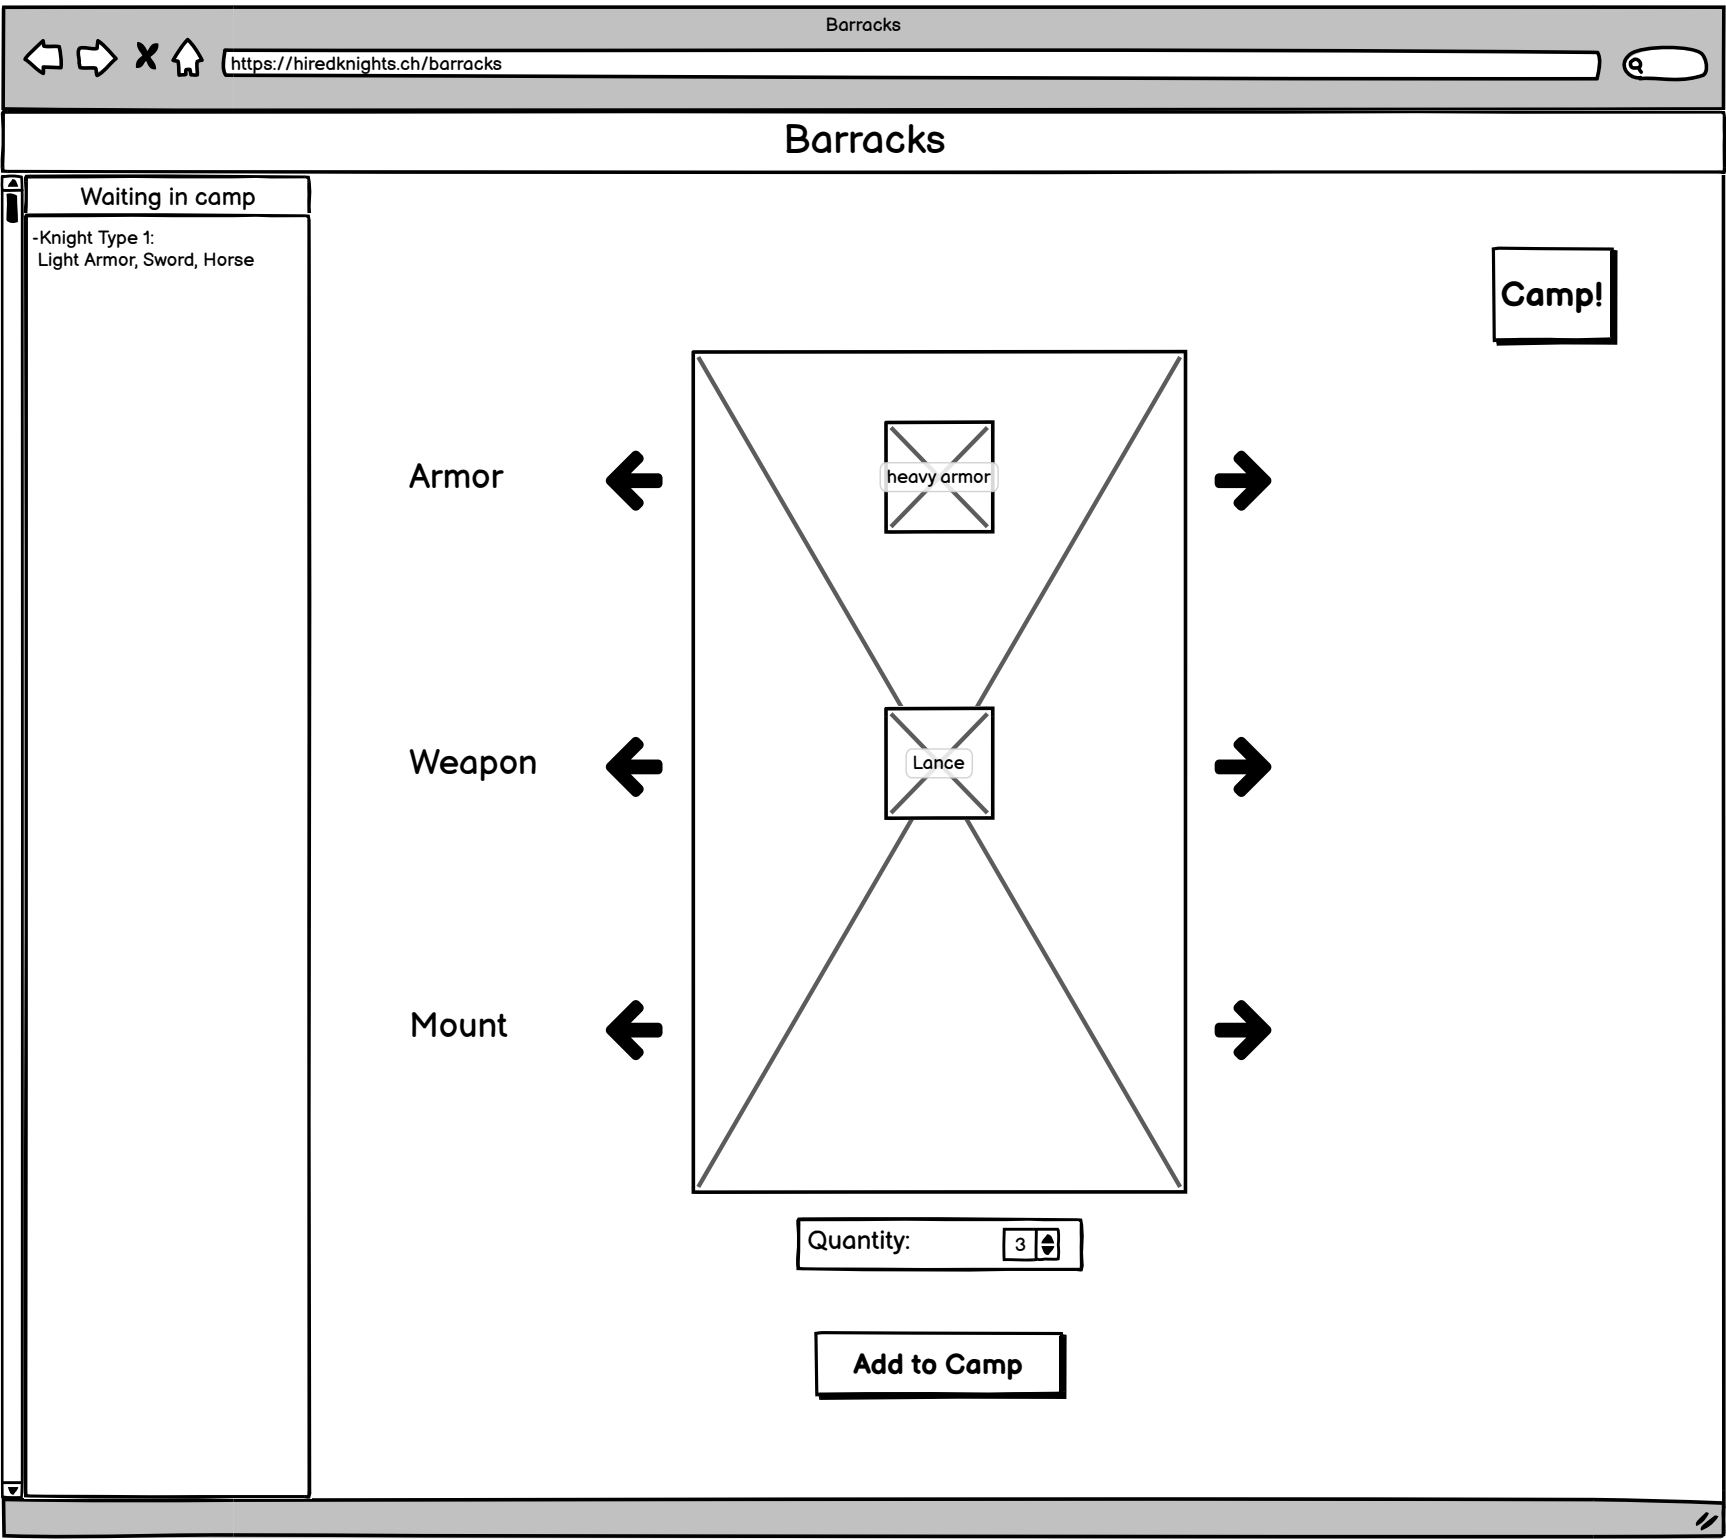 Barracks
https://hiredknights.ch/barracks
Barracks
Waiting in camp
-Knight Type 1:
Light Armor, Sword, Horse
Camp!
Armor
heavy armor
Weapon
Lance
Mount
Quantity:
3
Add to Camp